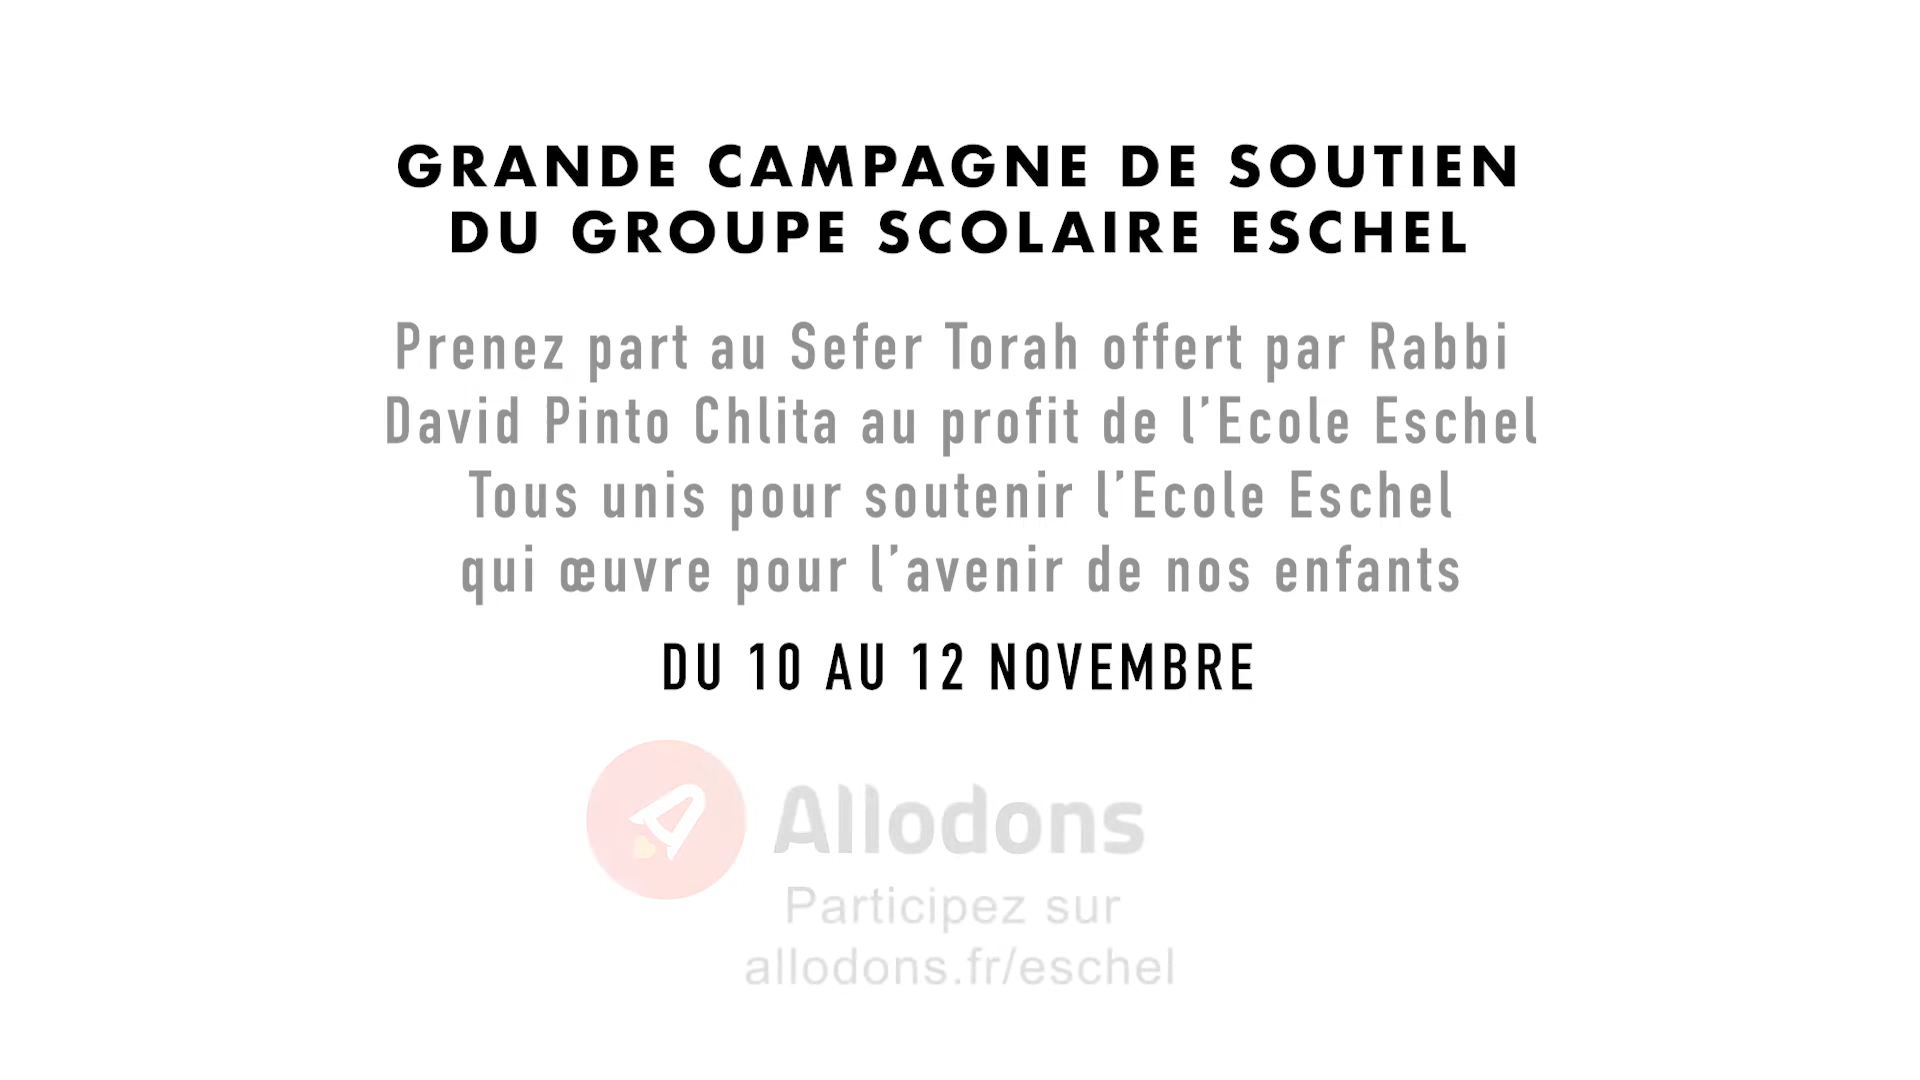 GRANDE CAMPAGNE DE SOUTIEN
DU GROUPE SCOLAIRE ESCHEL
Prenez part au Sefer Torah offert par Rabbi
David Pinto Chlita au profit de l’Ecole Eschel
Tous unis pour soutenir l’Ecole Eschel
qui œuvre pour l’avenir de nos enfants
DU 10 AU 12 NOVEMBRE
Allodons
Participez sur
allodons.fr/eschel